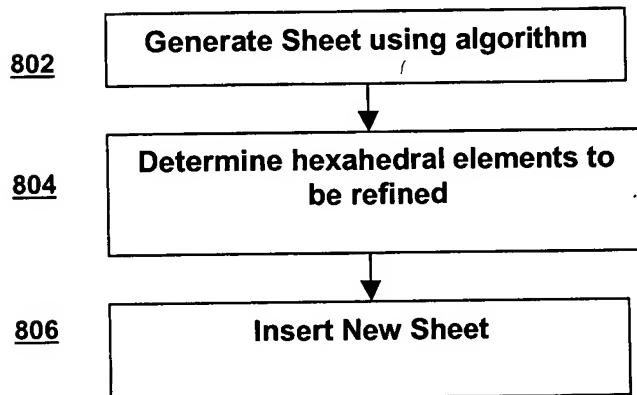 802
Generate Sheet using algorithm
804
Determine hexahedral elements to
be refined
806
Insert New Sheet